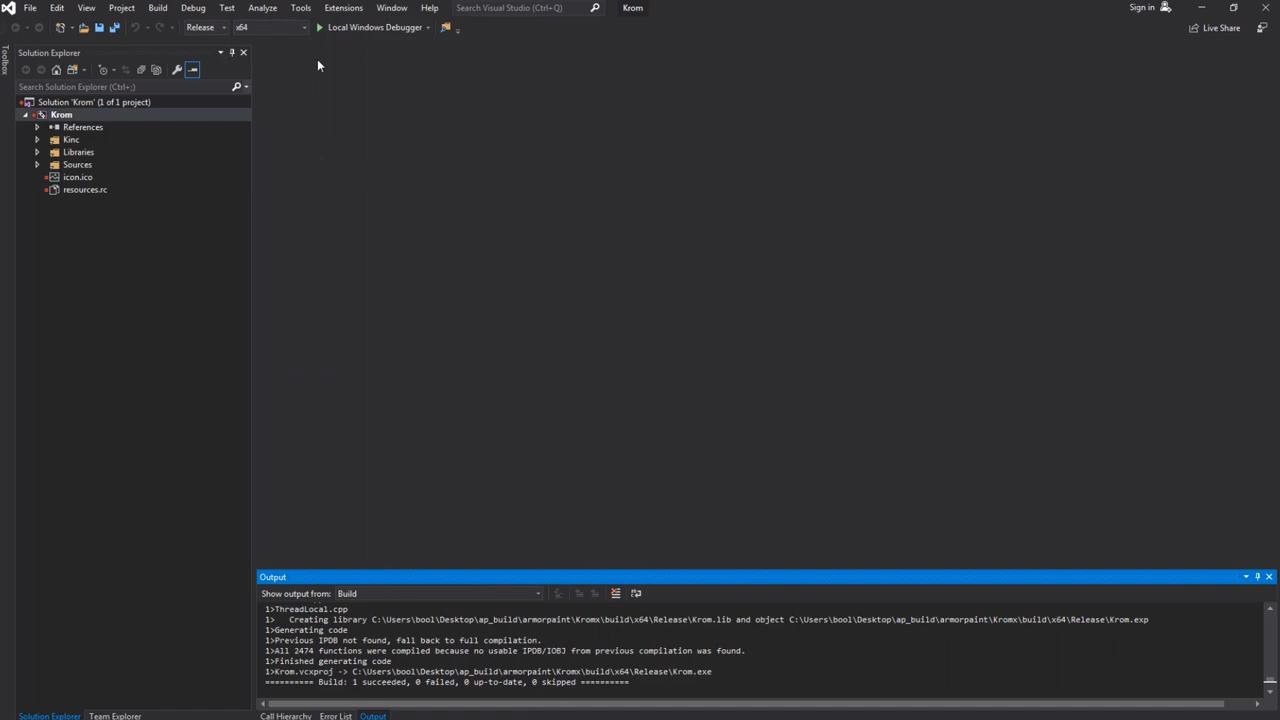 File Edit View Project Build Debug Test Analyze Tools Extensions Window Help Search Visual Studio (Ctrl+Q) Krom Sign in
Release x64 Local Windows Debugger Live Share
Toolbox
Solution Explorer
Search Solution Explorer (Ctrl+;)
Solution 'Krom' (1 of 1 project)
Krom
References
Kinc
Libraries
Sources
icon.ico
resources.rc
Output
Show output from: Build
1>ThreadLocal.cpp
1>   Creating library C:\Users\bool\Desktop\ap_build\armorpaint\Kromx\build\x64\Release\Krom.lib and object C:\Users\bool\Desktop\ap_build\armorpaint\Kromx\build\x64\Release\Krom.exp
1>Generating code
1>Previous IPDB not found, fall back to full compilation.
1>All 2474 functions were compiled because no usable IPDB/IOBJ from previous compilation was found.
1>Finished generating code
1>Krom.vcxproj -> C:\Users\bool\Desktop\ap_build\armorpaint\Kromx\build\x64\Release\Krom.exe
========== Build: 1 succeeded, 0 failed, 0 up-to-date, 0 skipped ==========
Solution Explorer Team Explorer Call Hierarchy Error List Output